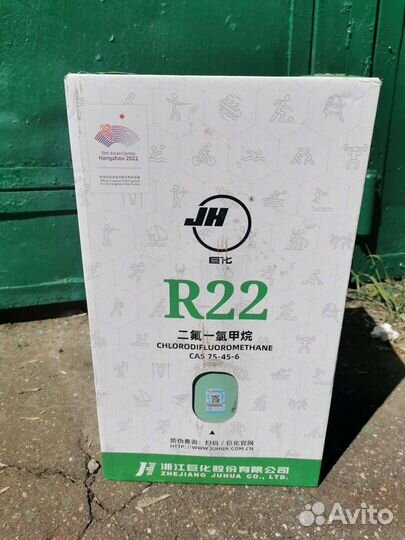 19th Asian Games
Hangzhou 2022
JH
®
巨化
R22
二氟一氯甲烷
CHLORODIFLUOROMETHANE
CAS 75-45-6
防伪查询：扫码 / 巨化官网
HTTP://WWW.JUHUA.COM.CN
浙江巨化股份有限公司
ZHEJIANG JUHUA CO., LTD.
Avito